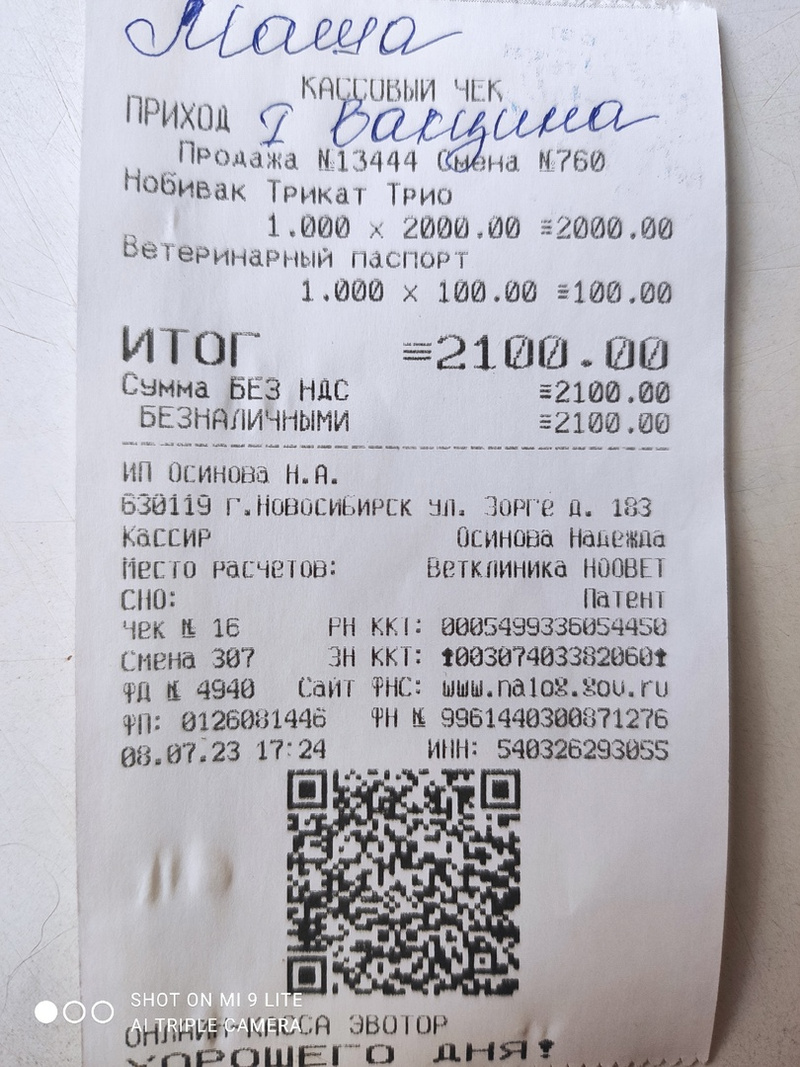 Маша
КАССОВЫЙ ЧЕК
ПРИХОД I вакцина
Продажа №13444 Смена №760
Нобивак Трикат Трио
1.000 x 2000.00 =2000.00
Ветеринарный паспорт
1.000 x 100.00 =100.00
ИТОГ =2100.00
Сумма БЕЗ НДС =2100.00
БЕЗНАЛИЧНЫМИ =2100.00
ИП Осинова Н.А.
630119 г.Новосибирск ул. Зорге д. 183
Кассир Осинова Надежда
Место расчетов: Ветклиника НООВЕТ
СНО: Патент
Чек № 16 РН ККТ: 0005499336054450
Смена 307 ЗН ККТ: 00307403382060
ФД № 4940 Сайт ФНС: www.nalog.gov.ru
ФП: 0126081446 ФН № 9961440300871276
08.07.23 17:24 ИНН: 540326293055
SHOT ON MI 9 LITE
AI TRIPLE CAMERA
ОНЛАЙН КАССА ЭВОТОР
ХОРОШЕГО ДНЯ!